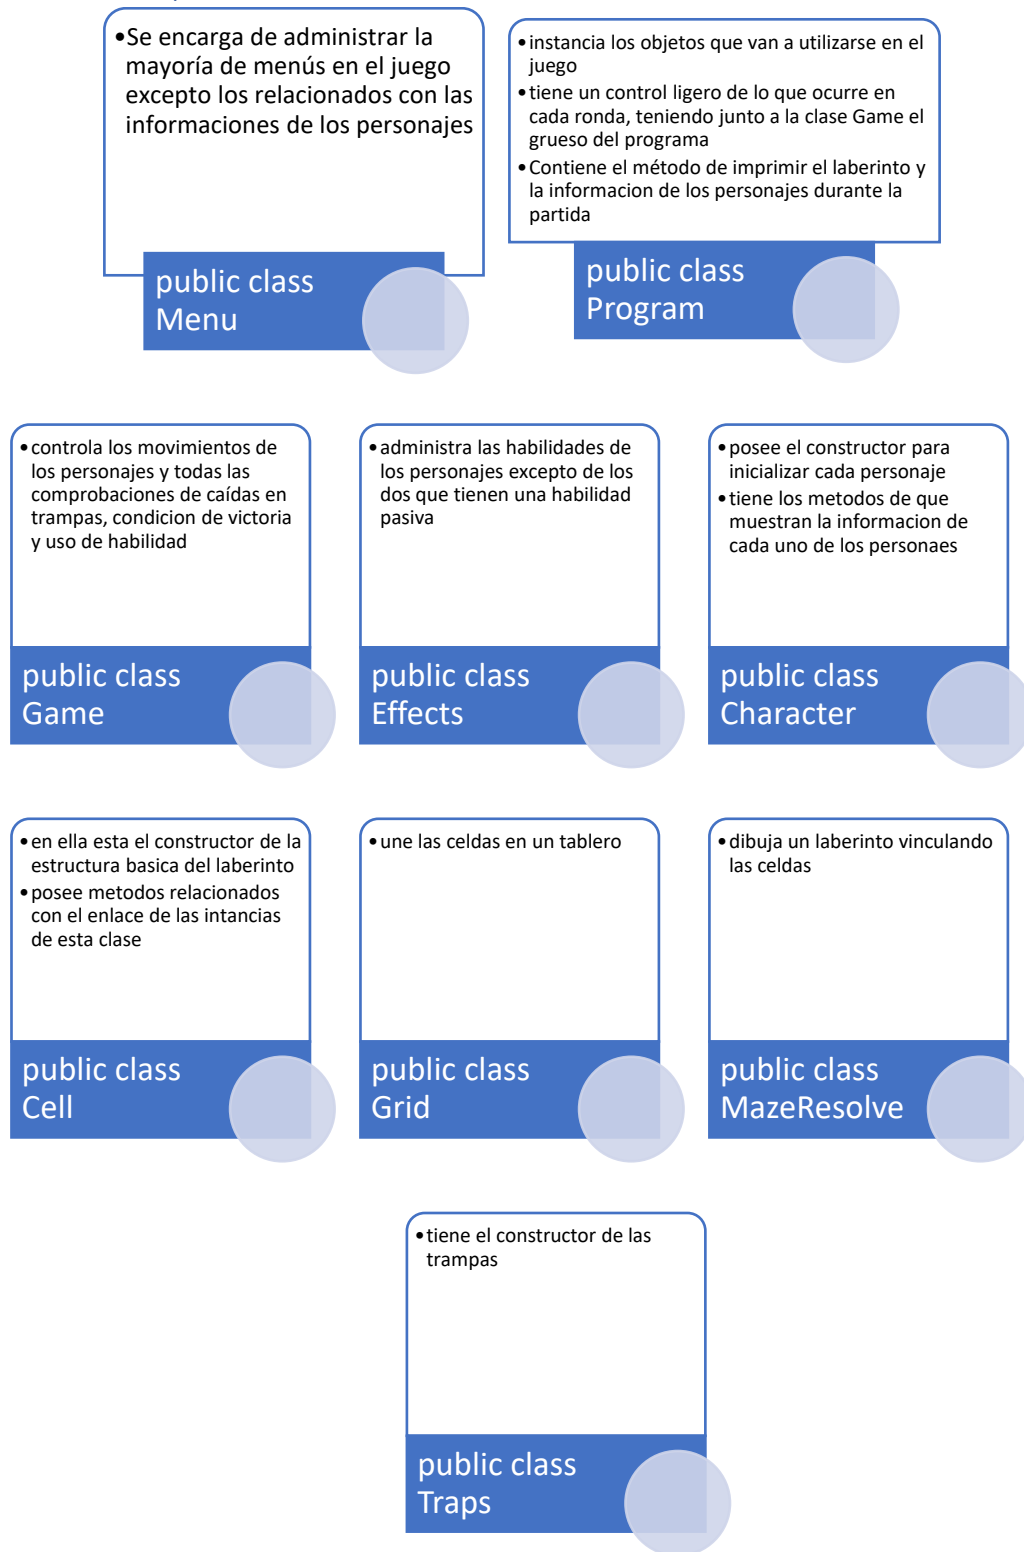 •Se encarga de administrar la
mayoría de menús en el juego
excepto los relacionados con las
informaciones de los personajes
public class
Menu
•instancia los objetos que van a utilizarse en el
juego
•tiene un control ligero de lo que ocurre en
cada ronda, teniendo junto a la clase Game el
grueso del programa
•Contiene el método de imprimir el laberinto y
la informacion de los personajes durante la
partida
public class
Program
•controla los movimientos de
los personajes y todas las
comprobaciones de caídas en
trampas, condicion de victoria
y uso de habilidad
public class
Game
•administra las habilidades de
los personajes excepto de los
dos que tienen una habilidad
pasiva
public class
Effects
•posee el constructor para
inicializar cada personaje
•tiene los metodos de que
muestran la informacion de
cada uno de los personaes
public class
Character
•en ella esta el constructor de la
estructura basica del laberinto
•posee metodos relacionados
con el enlace de las intancias
de esta clase
public class
Cell
•une las celdas en un tablero
public class
Grid
•dibuja un laberinto vinculando
las celdas
public class
MazeResolve
•tiene el constructor de las
trampas
public class
Traps